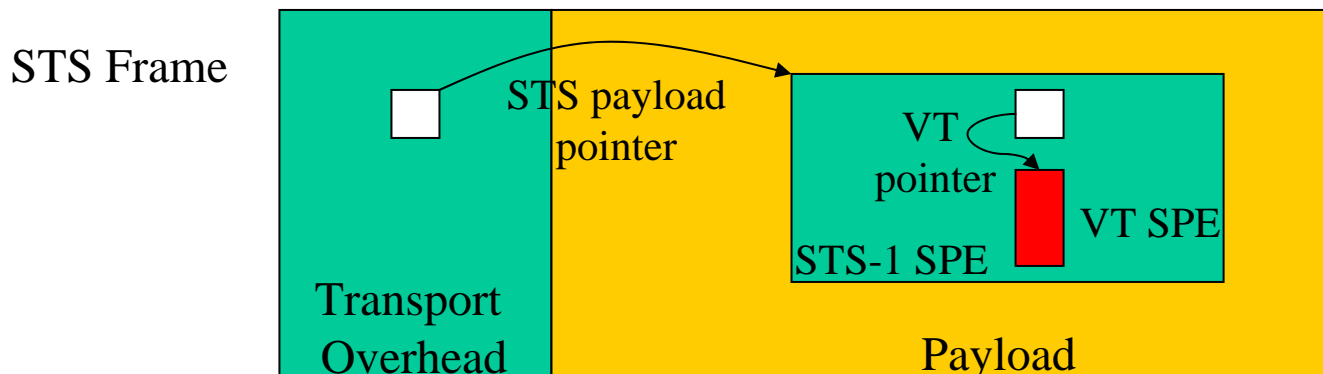 STS Frame
STS payload
pointer
VT
pointer
VT SPE
STS-1 SPE
Transport
Overhead
Payload